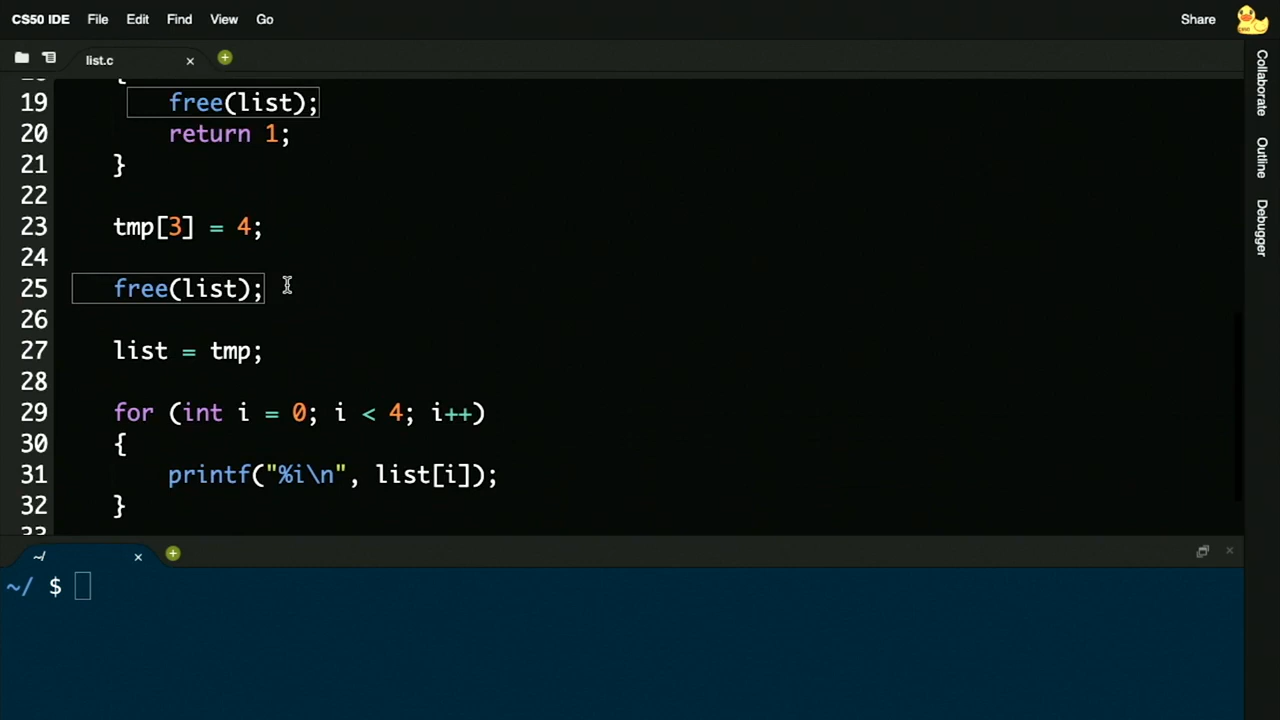 CS50 IDE File Edit Find View Go Share
list.c
Collaborate
Outline
Debugger
19 free(list);
20 return 1;
21 }
22
23 tmp[3] = 4;
24
25 free(list);
26
27 list = tmp;
28
29 for (int i = 0; i < 4; i++)
30 {
31 printf("%i\n", list[i]);
32 }
~/
~/ $